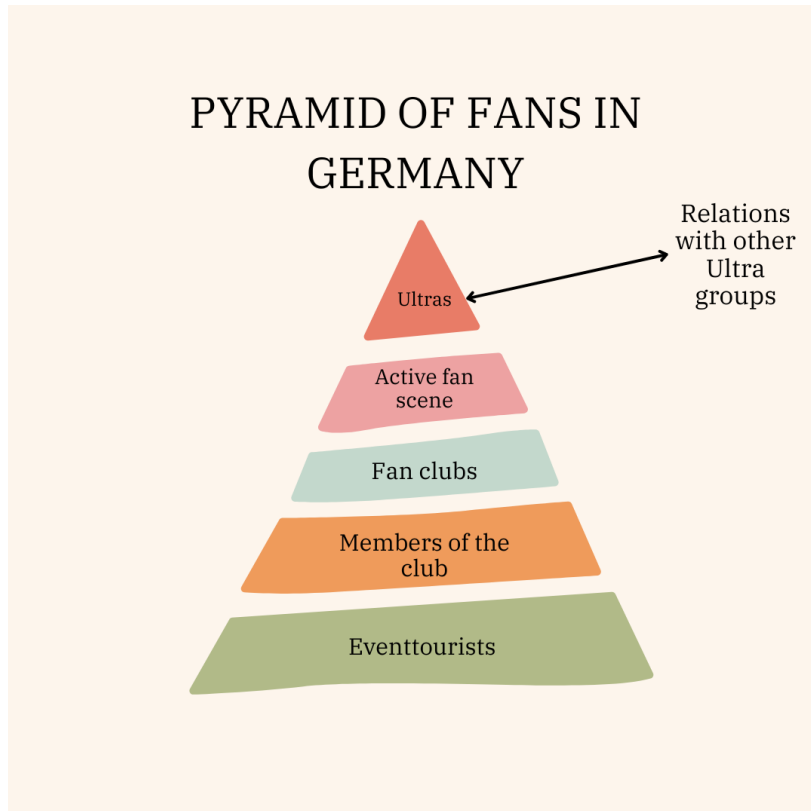 PYRAMID OF FANS IN
GERMANY
Relations
with other
Ultra
groups
Ultras
Active fan
scene
Fan clubs
Members of the
club
Eventtourists